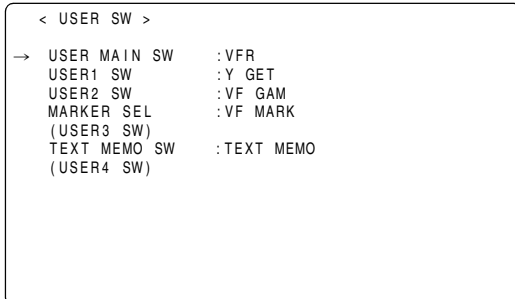 < USER SW >
→ USER MAIN SW :VFR
USER1 SW :Y GET
USER2 SW :VF GAM
MARKER SEL :VF MARK
(USER3 SW)
TEXT MEMO SW :TEXT MEMO
(USER4 SW)